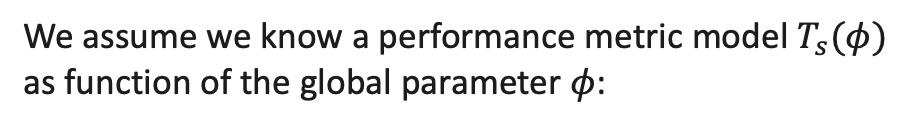 We assume we know a performance metric model Tₛ(ϕ)
as function of the global parameter ϕ: